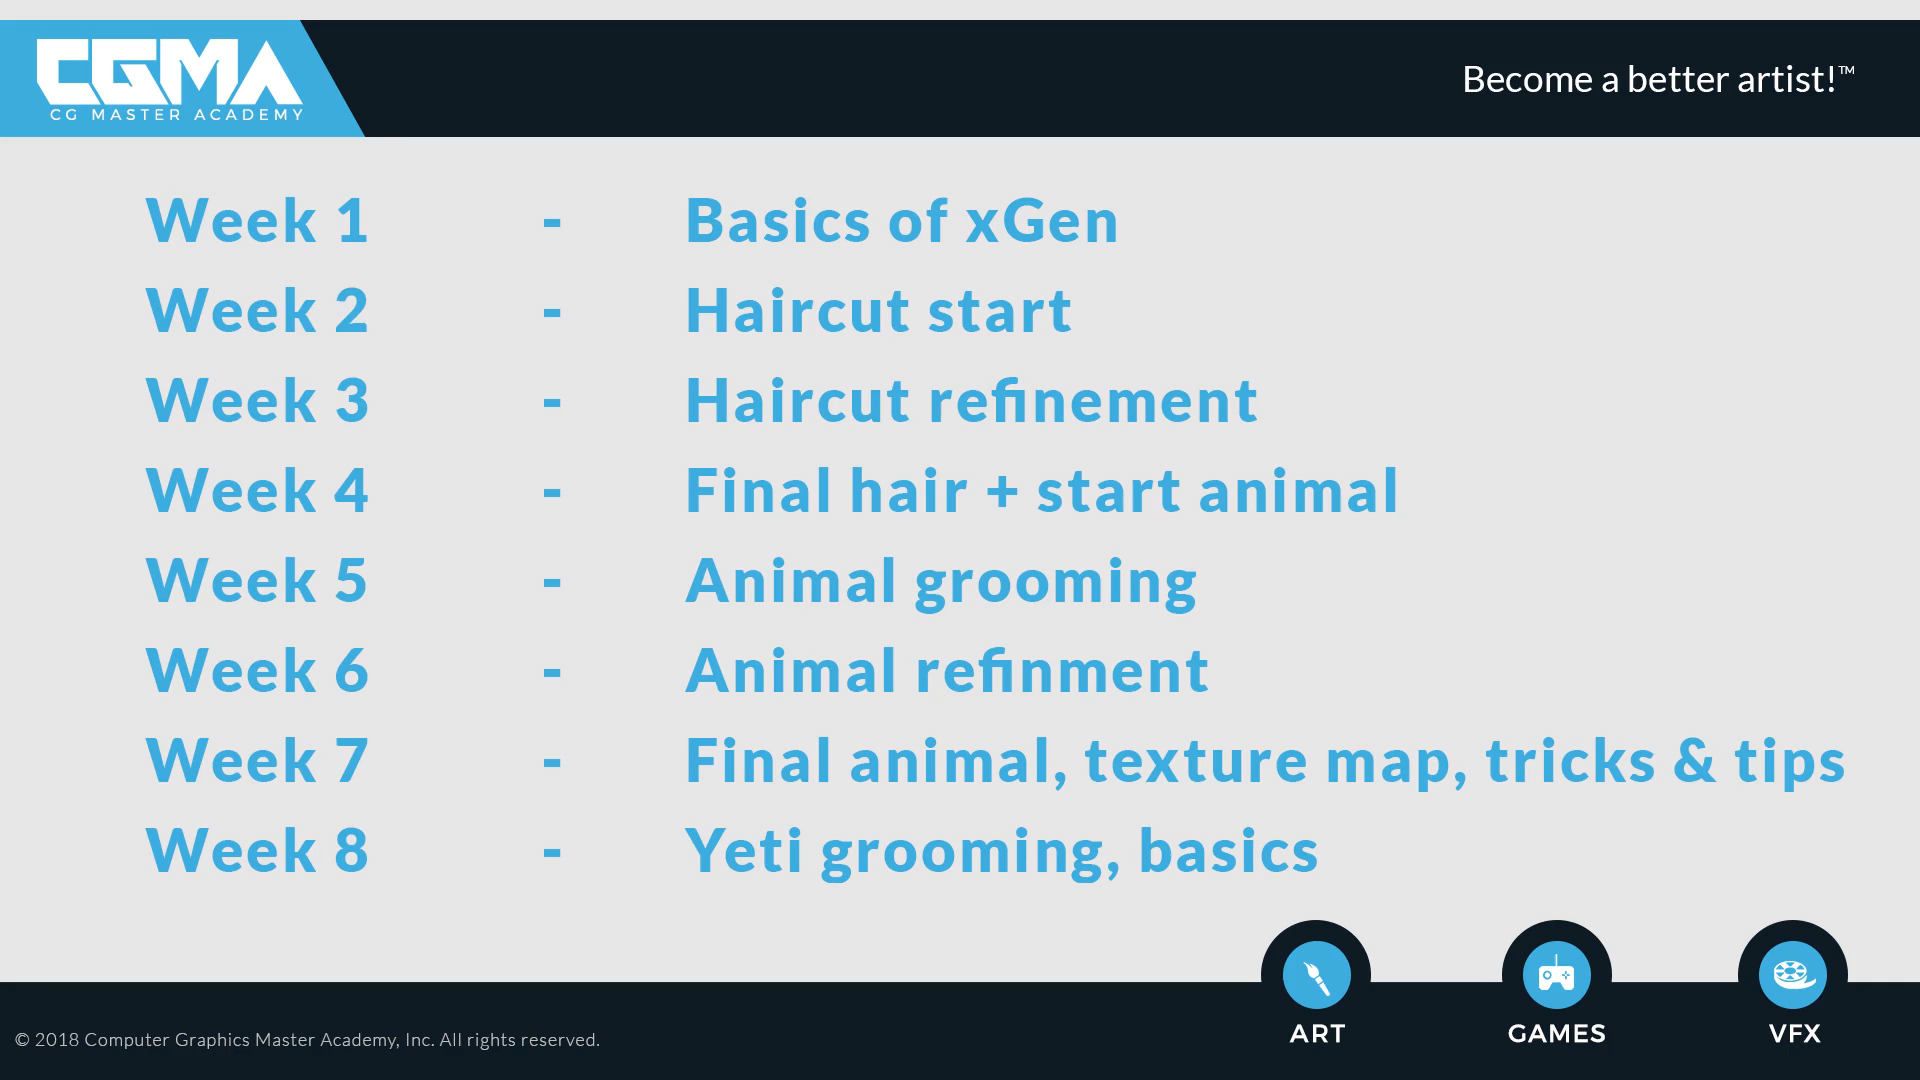 CGMA
CG MASTER ACADEMY
Become a better artist!™
Week 1 - Basics of xGen
Week 2 - Haircut start
Week 3 - Haircut refinement
Week 4 - Final hair + start animal
Week 5 - Animal grooming
Week 6 - Animal refinment
Week 7 - Final animal, texture map, tricks & tips
Week 8 - Yeti grooming, basics
ART GAMES VFX
© 2018 Computer Graphics Master Academy, Inc. All rights reserved.